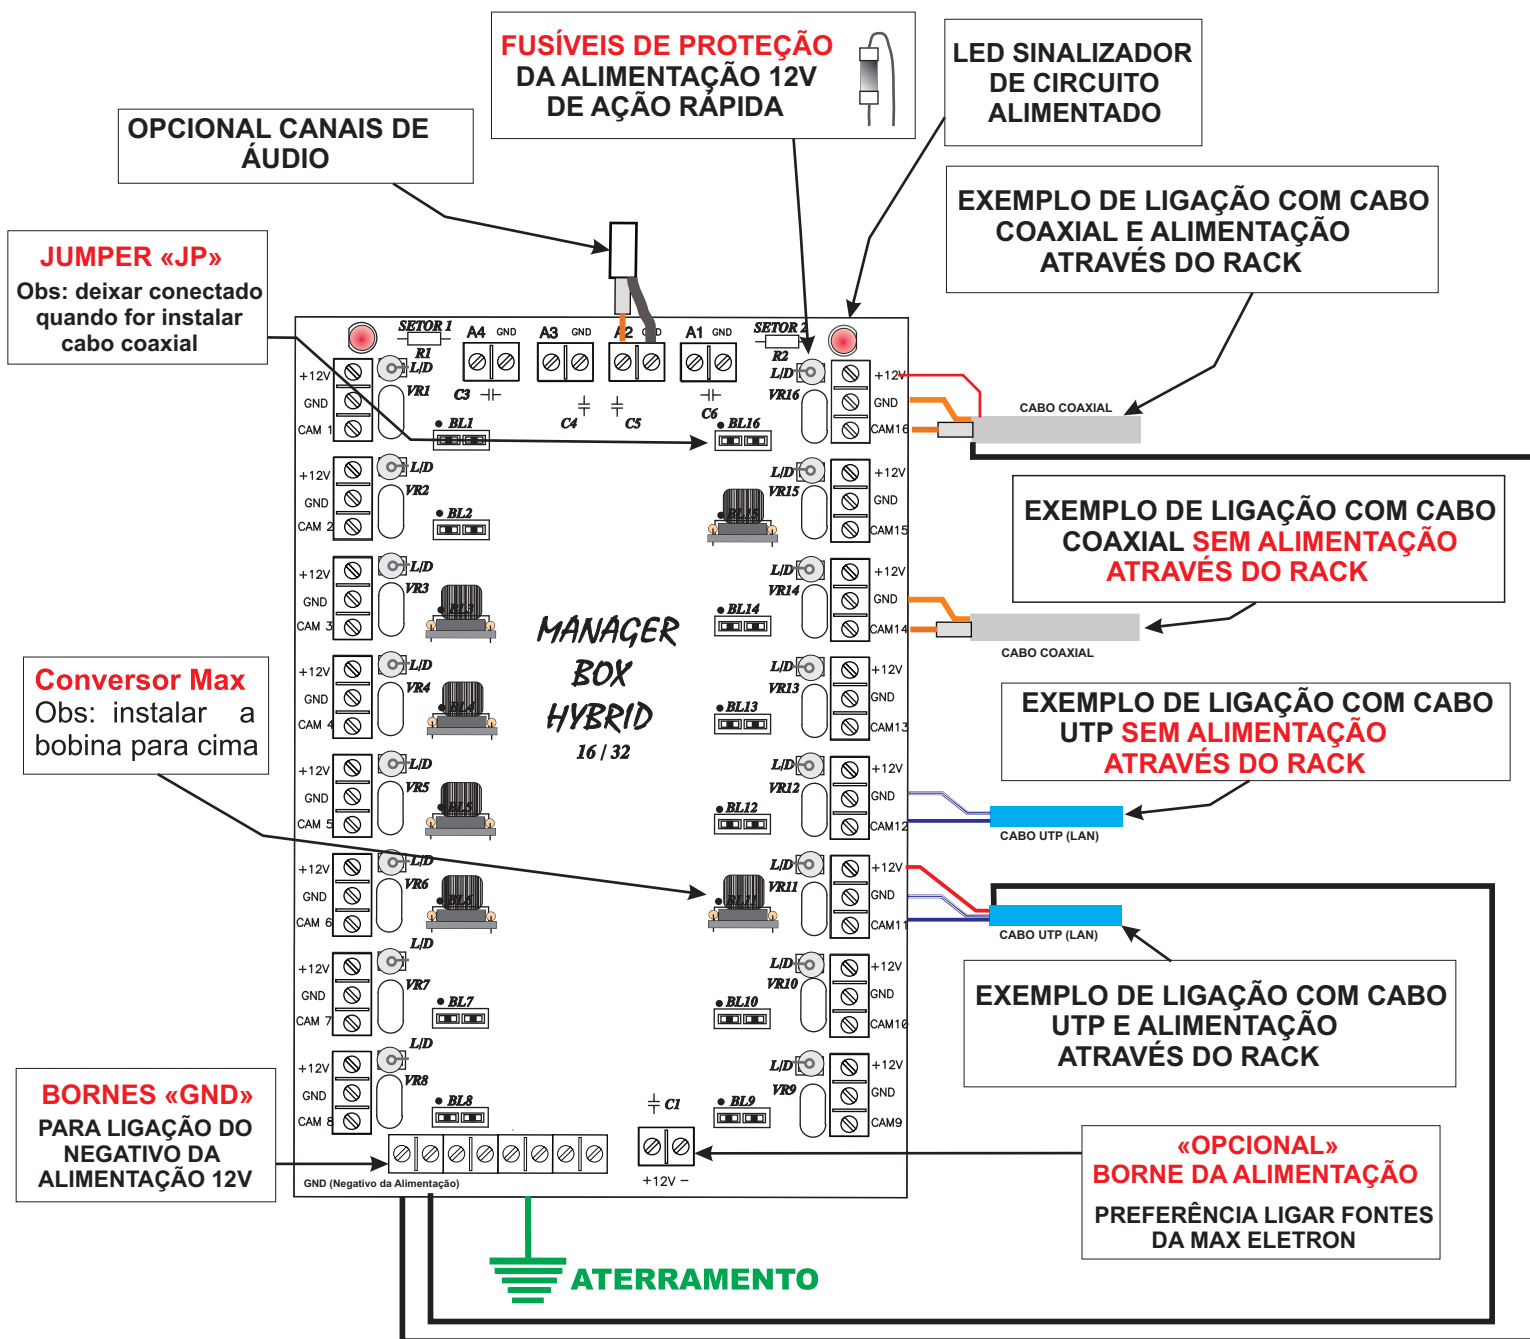 FUSÍVEIS DE PROTEÇÃO
DA ALIMENTAÇÃO 12V
DE AÇÃO RÁPIDA
LED SINALIZADOR
DE CIRCUITO
ALIMENTADO
OPCIONAL CANAIS DE
ÁUDIO
EXEMPLO DE LIGAÇÃO COM CABO
COAXIAL E ALIMENTAÇÃO
ATRAVÉS DO RACK
JUMPER «JP»
Obs: deixar conectado
quando for instalar
cabo coaxial
SETOR 1
R1
A4 GND
A3 GND
A2 GND
A1 GND
SETOR 2
R2
C3
C4
C5
C6
+12V
GND
CAM 1
L/D
VR1
BL1
BL16
L/D
VR16
+12V
GND
CAM16
CABO COAXIAL
+12V
GND
CAM 2
L/D
VR2
BL2
BL15
L/D
VR15
+12V
GND
CAM15
EXEMPLO DE LIGAÇÃO COM CABO
COAXIAL SEM ALIMENTAÇÃO
ATRAVÉS DO RACK
+12V
GND
CAM 3
L/D
VR3
BL3
BL14
L/D
VR14
+12V
GND
CAM14
CABO COAXIAL
MANAGER
BOX
HYBRID
16 / 32
Conversor Max
Obs: instalar a
bobina para cima
+12V
GND
CAM 4
L/D
VR4
BL4
BL13
L/D
VR13
+12V
GND
CAM13
EXEMPLO DE LIGAÇÃO COM CABO
UTP SEM ALIMENTAÇÃO
ATRAVÉS DO RACK
+12V
GND
CAM 5
L/D
VR5
BL5
BL12
L/D
VR12
+12V
GND
CAM12
CABO UTP (LAN)
+12V
GND
CAM 6
L/D
VR6
BL6
BL11
L/D
VR11
+12V
GND
CAM11
CABO UTP (LAN)
+12V
GND
CAM 7
L/D
VR7
BL7
BL10
L/D
VR10
+12V
GND
CAM10
EXEMPLO DE LIGAÇÃO COM CABO
UTP E ALIMENTAÇÃO
ATRAVÉS DO RACK
+12V
GND
CAM 8
L/D
VR8
BL8
C1
BL9
L/D
VR9
+12V
GND
CAM9
BORNES «GND»
PARA LIGAÇÃO DO
NEGATIVO DA
ALIMENTAÇÃO 12V
GND (Negativo da Alimentação)
+12V −
«OPCIONAL»
BORNE DA ALIMENTAÇÃO
PREFERÊNCIA LIGAR FONTES
DA MAX ELETRON
ATERRAMENTO